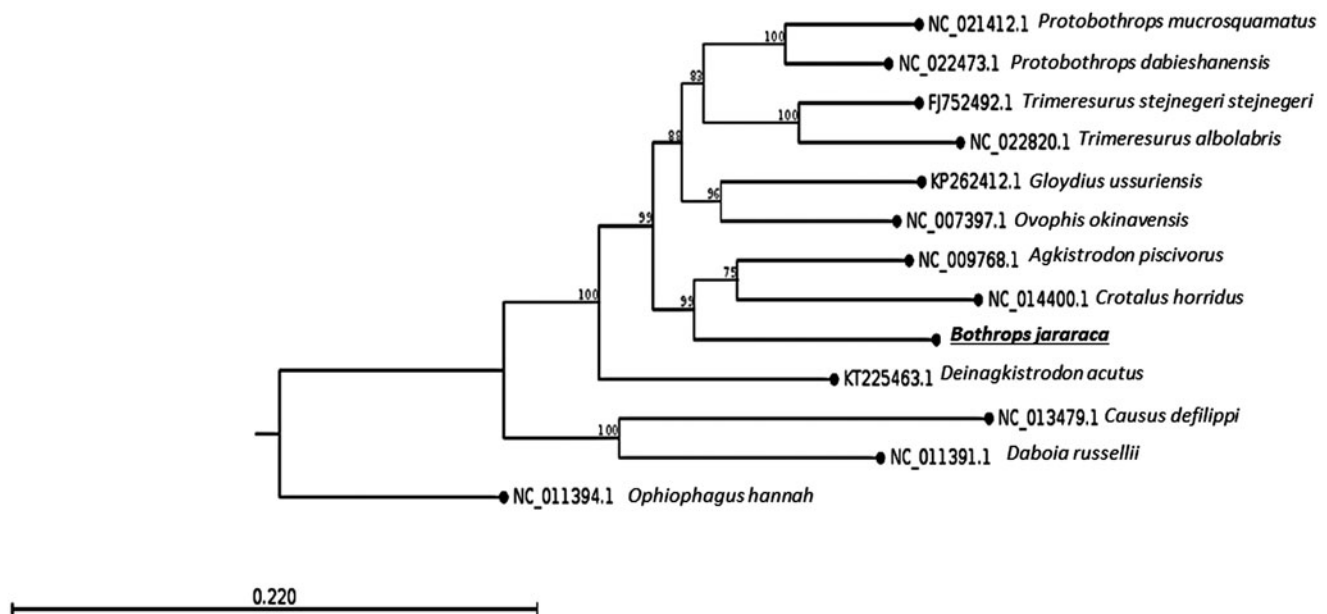 NC_021412.1 Protobothrops mucrosquamatus
100
NC_022473.1 Protobothrops dabieshanensis
83
FJ752492.1 Trimeresurus stejnegeri stejnegeri
100
NC_022820.1 Trimeresurus albolabris
88
KP262412.1 Gloydius ussuriensis
96
NC_007397.1 Ovophis okinavensis
99
NC_009768.1 Agkistrodon piscivorus
75
NC_014400.1 Crotalus horridus
99
Bothrops jararaca
100
KT225463.1 Deinagkistrodon acutus
NC_013479.1 Causus defilippi
100
NC_011391.1 Daboia russellii
NC_011394.1 Ophiophagus hannah
0.220